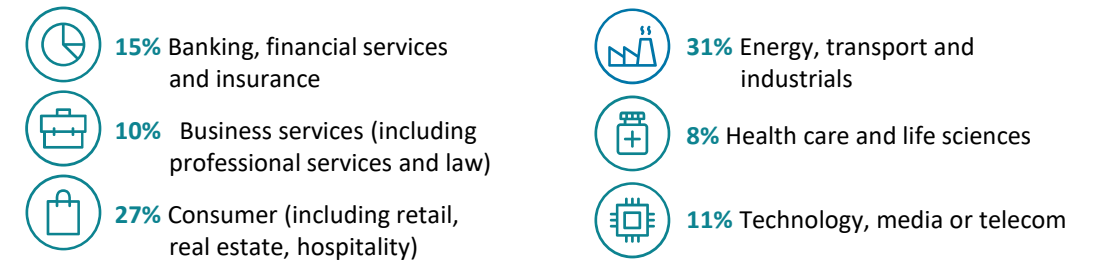 15% Banking, financial services
and insurance
10% Business services (including
professional services and law)
27% Consumer (including retail,
real estate, hospitality)
31% Energy, transport and
industrials
8% Health care and life sciences
11% Technology, media or telecom